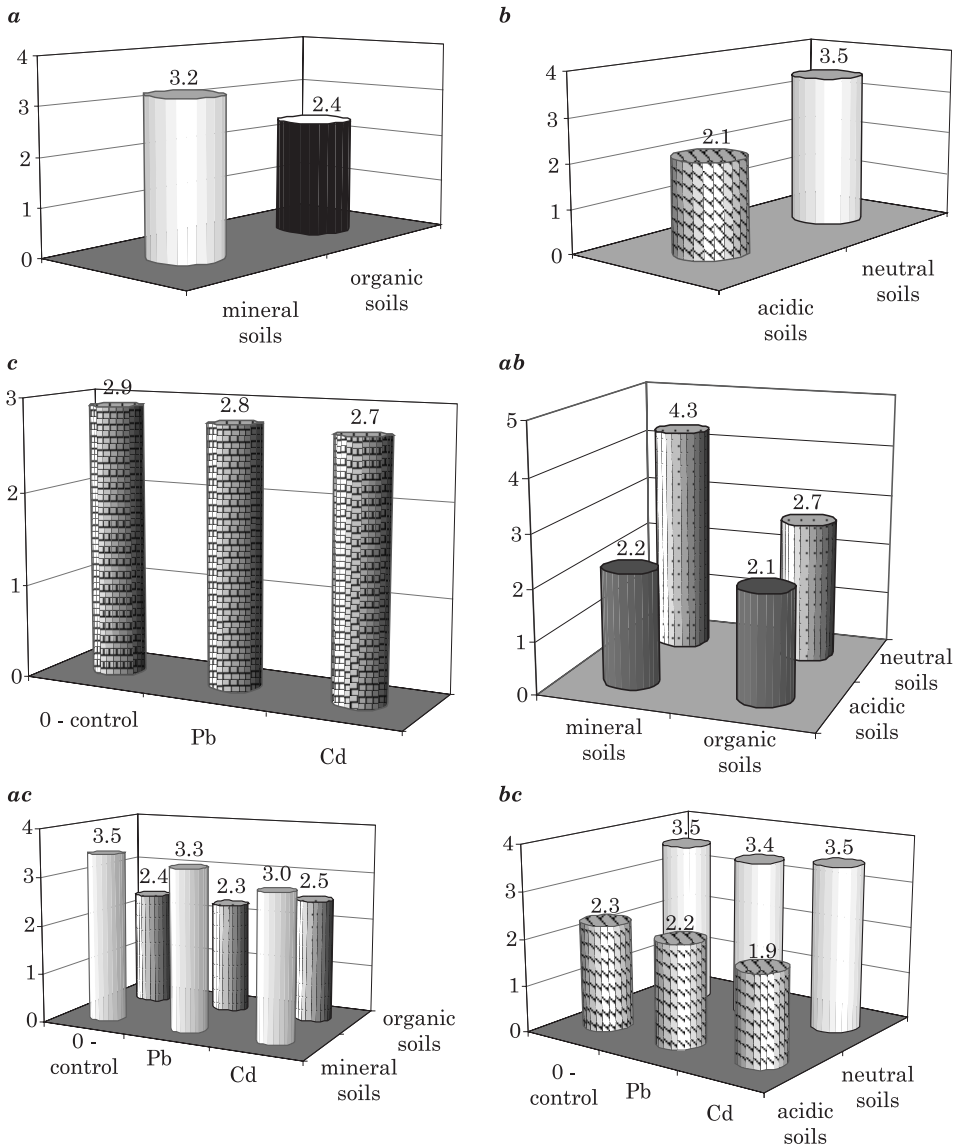 a
4
3
2
1
0
3.2
2.4
mineral
soils
organic
soils
b
4
3
2
1
0
2.1
3.5
acidic
soils
neutral
soils
c
3
2
1
0
2.9
2.8
2.7
0 - control
Pb
Cd
ab
5
4
3
2
1
0
4.3
2.7
2.2
2.1
mineral
soils
organic
soils
acidic
soils
neutral
soils
ac
4
3
2
1
0
3.5
3.3
3.0
2.4
2.3
2.5
0 -
control
Pb
Cd
mineral
soils
organic
soils
bc
4
3
2
1
0
3.5
3.4
3.5
2.3
2.2
1.9
0 -
control
Pb
Cd
acidic
soils
neutral
soils